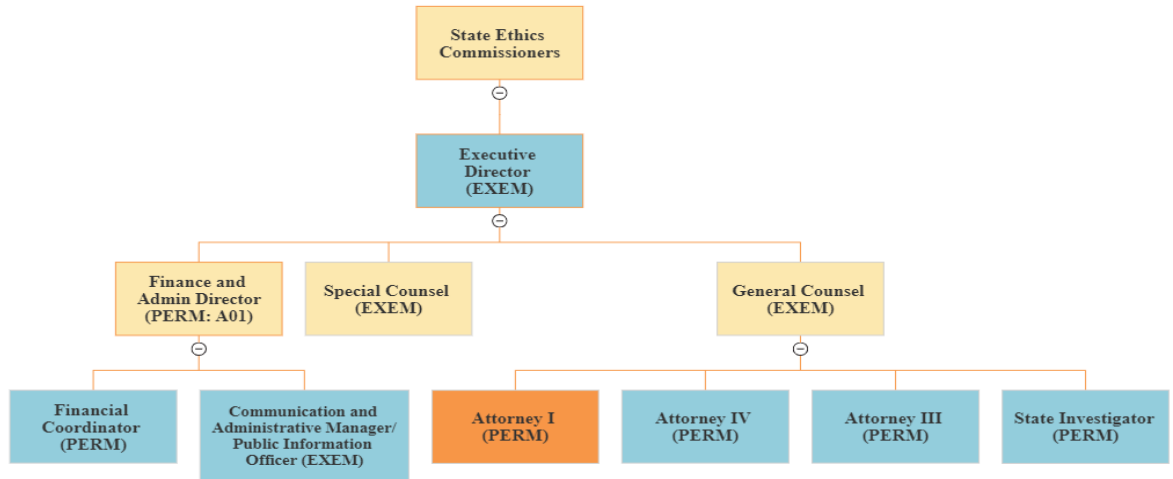 State Ethics
Commissioners
Executive
Director
(EXEM)
Finance and
Admin Director
(PERM: A01)
Special Counsel
(EXEM)
General Counsel
(EXEM)
Financial
Coordinator
(PERM)
Communication and
Administrative Manager/
Public Information
Officer (EXEM)
Attorney I
(PERM)
Attorney IV
(PERM)
Attorney III
(PERM)
State Investigator
(PERM)